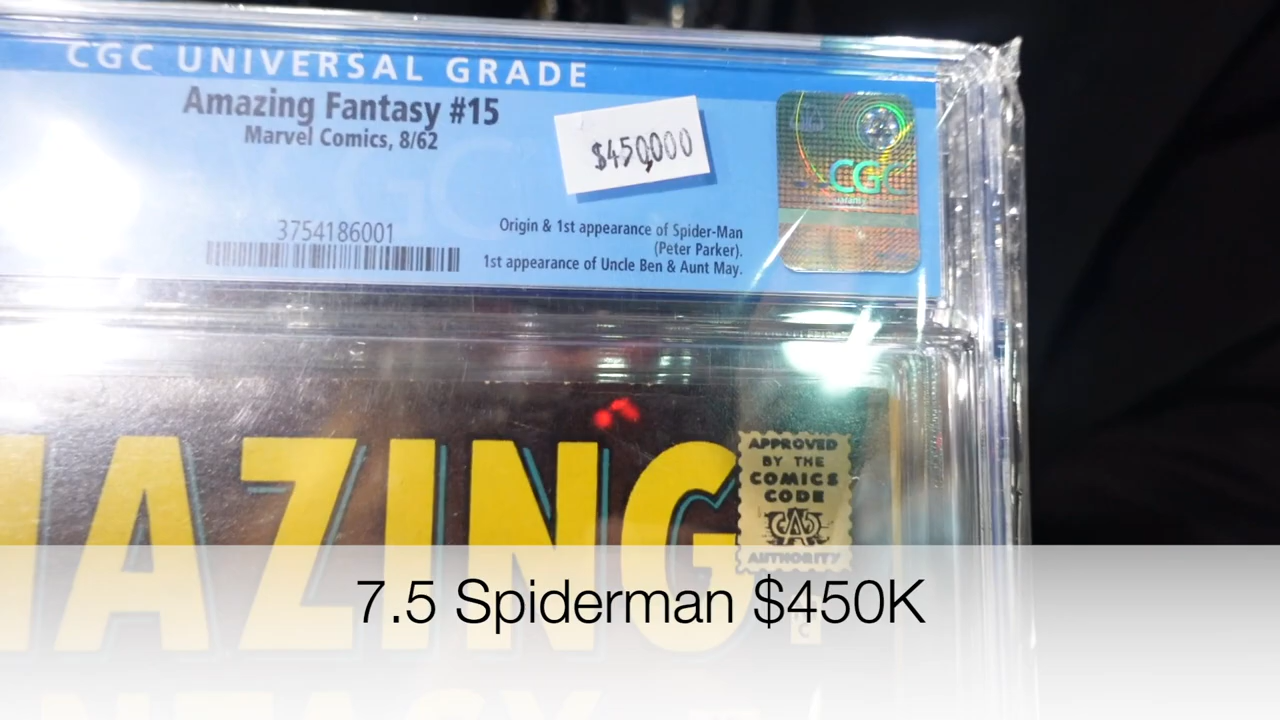 CGC UNIVERSAL GRADE
Amazing Fantasy #15
Marvel Comics, 8/62
$450,000
CGC
3754186001
Origin & 1st appearance of Spider-Man
(Peter Parker).
1st appearance of Uncle Ben & Aunt May.
AZING
APPROVED
BY THE
COMICS
CODE
CAC
AUTHORITY
7.5 Spiderman $450K